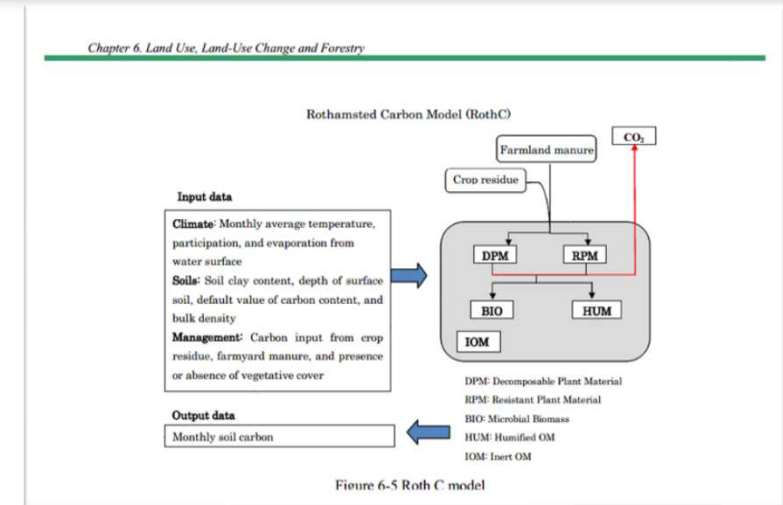 Chapter 6. Land Use, Land-Use Change and Forestry
Rothamsted Carbon Model (RothC)
CO₂
Farmland manure
Crop residue
Input data
Climate: Monthly average temperature,
participation, and evaporation from
water surface
Soils: Soil clay content, depth of surface
soil, default value of carbon content, and
bulk density
Management: Carbon input from crop
residue, farmyard manure, and presence
or absence of vegetative cover
DPM
RPM
BIO
HUM
IOM
DPM: Decomposable Plant Material
RPM: Resistant Plant Material
BIO: Microbial Biomass
HUM: Humified OM
IOM: Inert OM
Output data
Monthly soil carbon
Figure 6-5 Roth C model